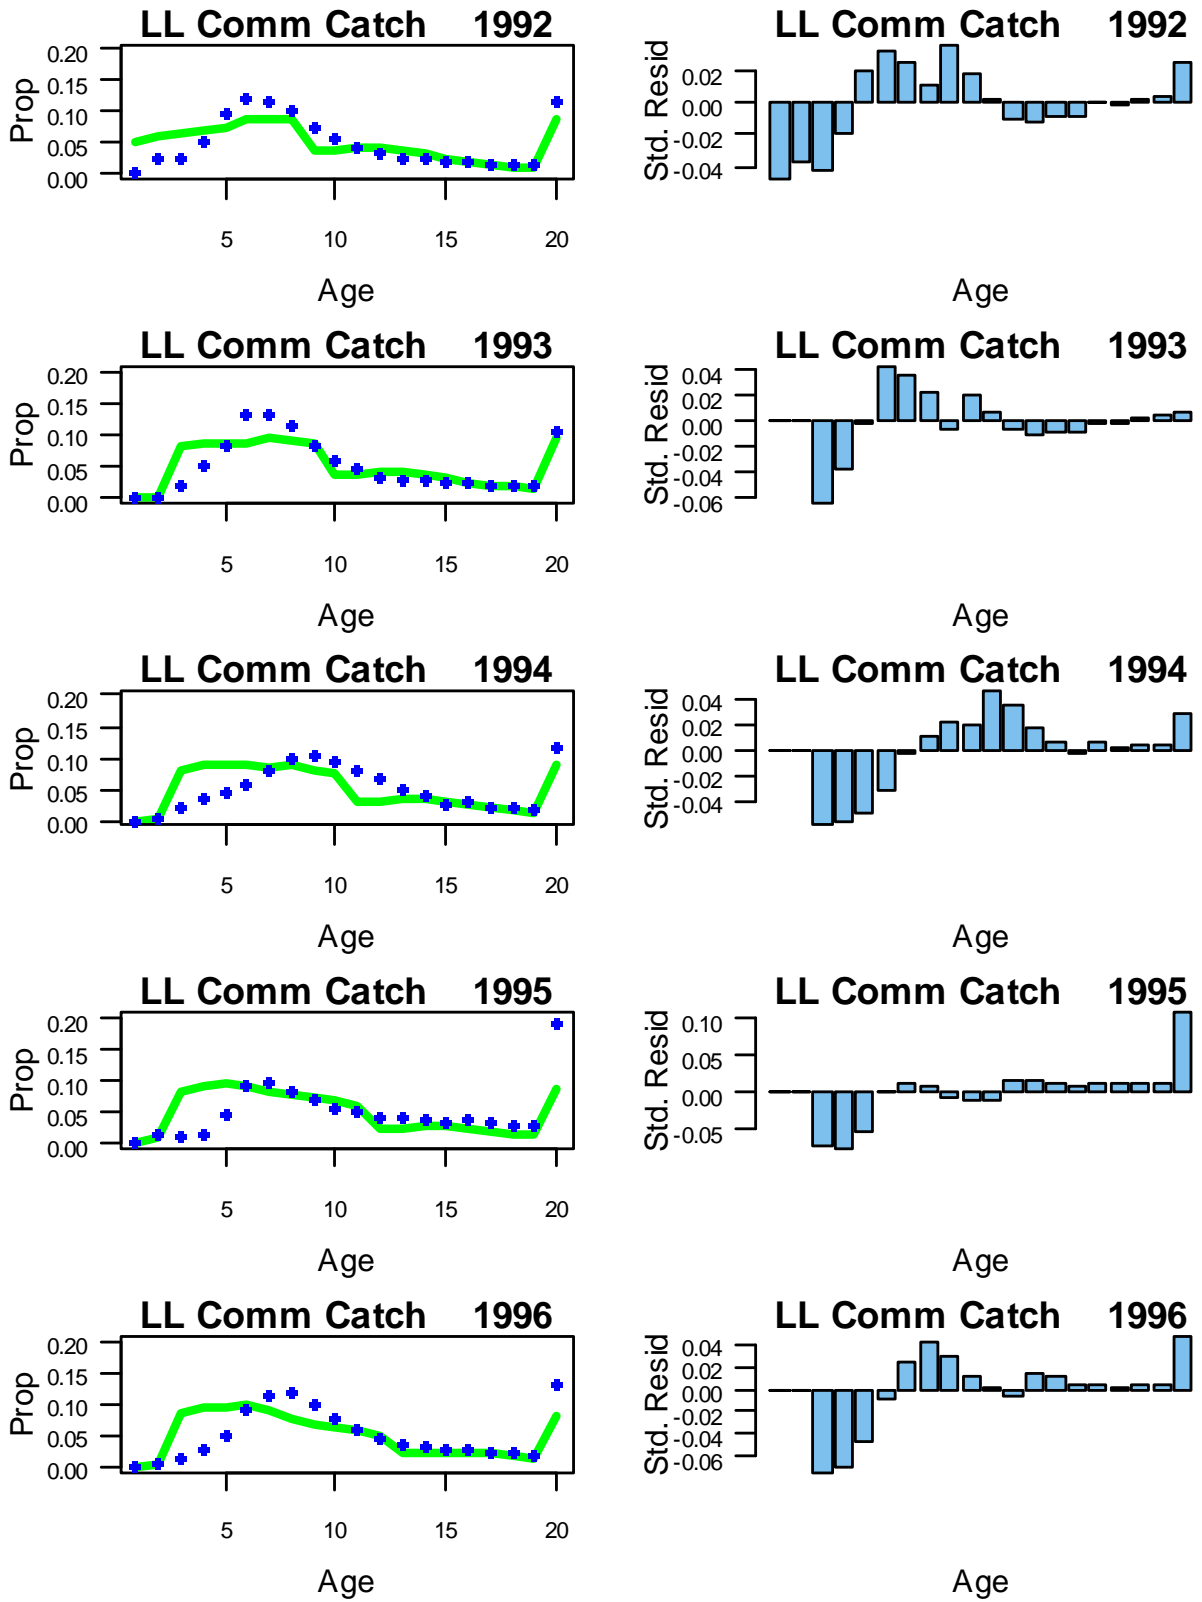 LL Comm Catch 1992
Prop
0.20
0.15
0.10
0.05
0.00
5 10 15 20
Age
LL Comm Catch 1992
Std. Resid
0.02
0.00
-0.02
-0.04
Age
LL Comm Catch 1993
Prop
0.20
0.15
0.10
0.05
0.00
5 10 15 20
Age
LL Comm Catch 1993
Std. Resid
0.04
0.02
0.00
-0.02
-0.04
-0.06
Age
LL Comm Catch 1994
Prop
0.20
0.15
0.10
0.05
0.00
5 10 15 20
Age
LL Comm Catch 1994
Std. Resid
0.04
0.02
0.00
-0.02
-0.04
Age
LL Comm Catch 1995
Prop
0.20
0.15
0.10
0.05
0.00
5 10 15 20
Age
LL Comm Catch 1995
Std. Resid
0.10
0.05
0.00
-0.05
Age
LL Comm Catch 1996
Prop
0.20
0.15
0.10
0.05
0.00
5 10 15 20
Age
LL Comm Catch 1996
Std. Resid
0.04
0.02
0.00
-0.02
-0.04
-0.06
Age